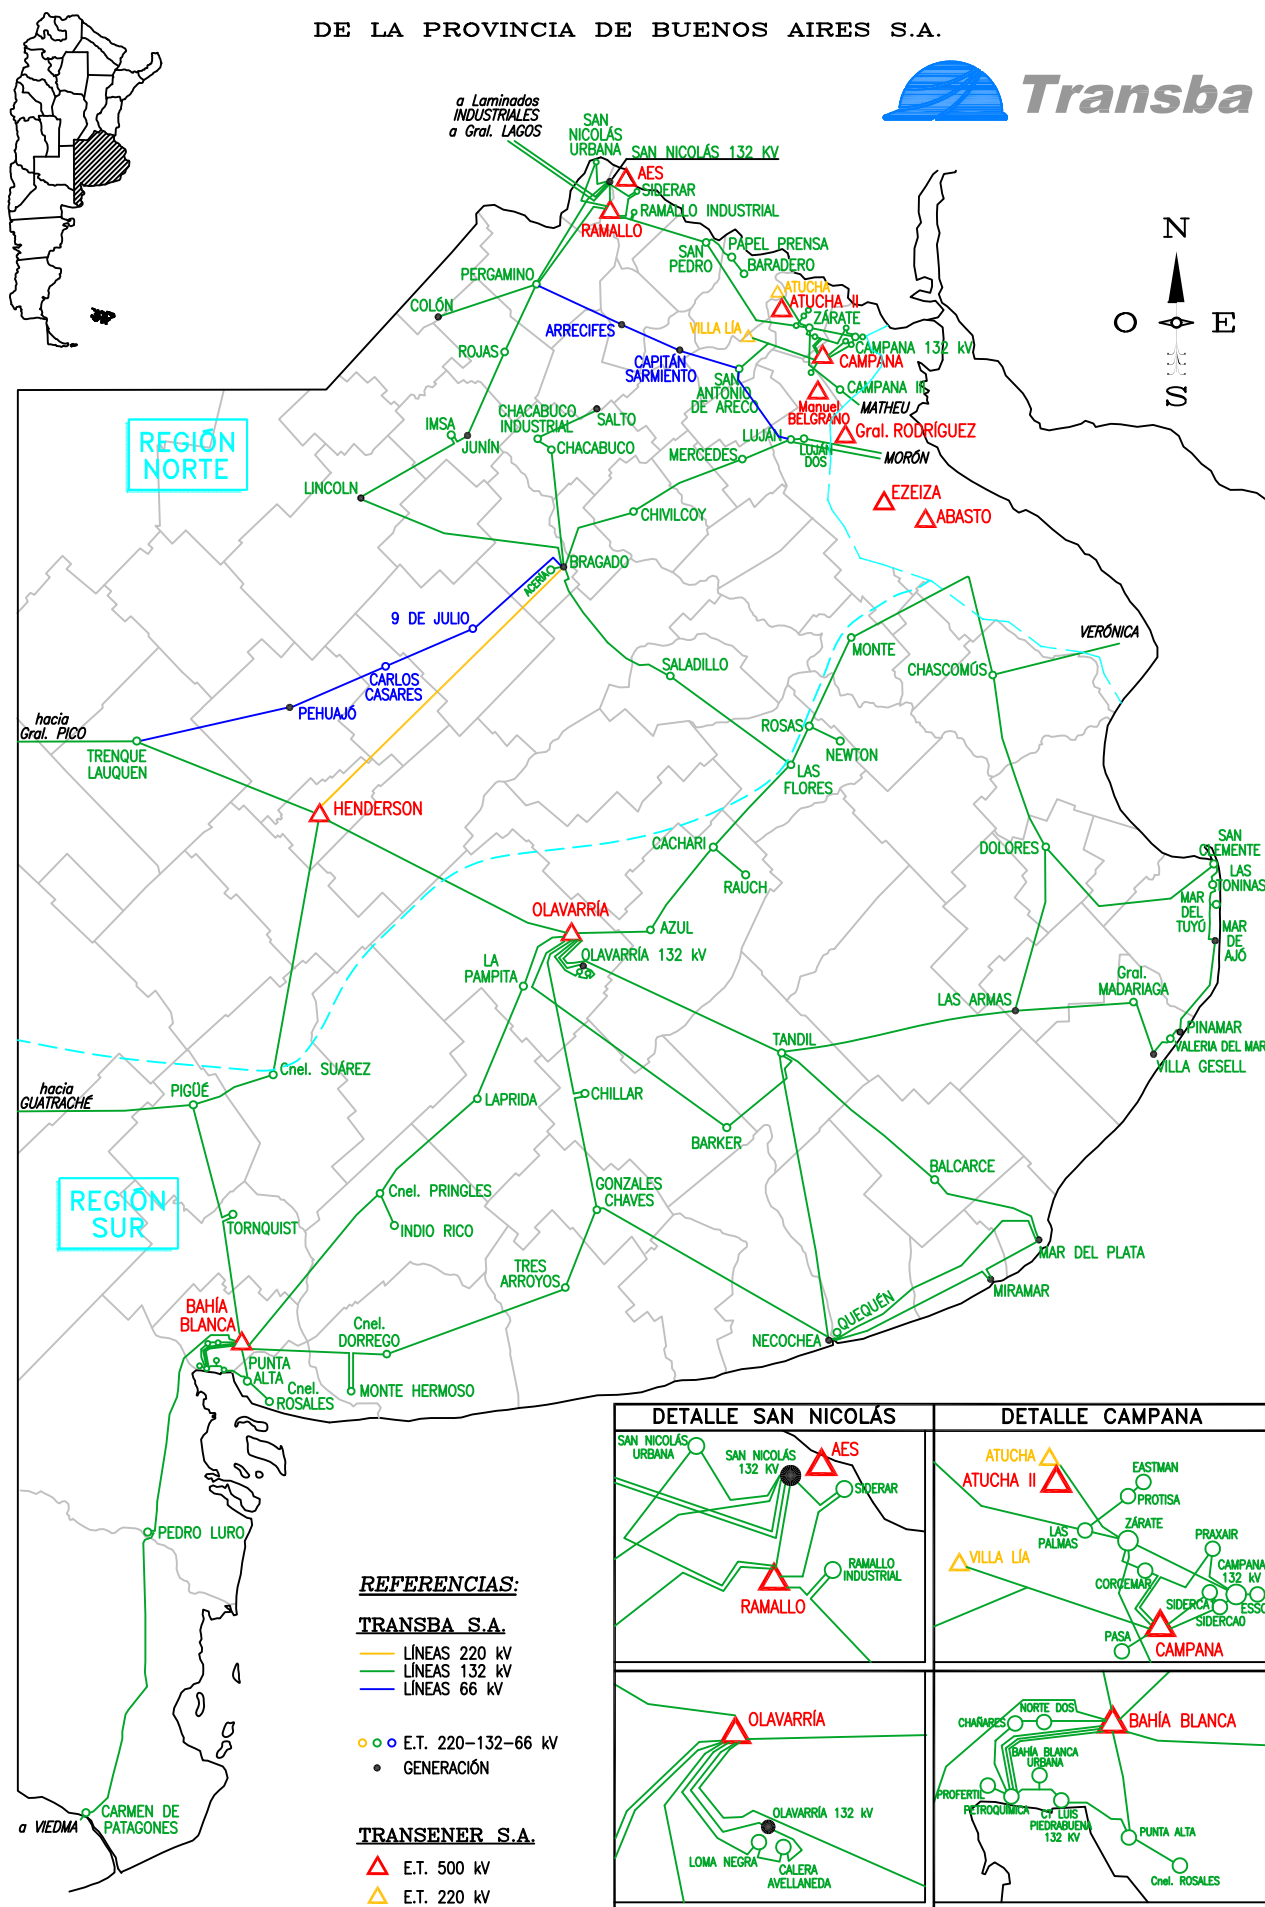 DE LA PROVINCIA DE BUENOS AIRES S.A.
Transba
a Laminados
INDUSTRIALES
a Gral. LAGOS
SAN
NICOLÁS
URBANA
SAN NICOLÁS 132 KV
AES
SIDERAR
RAMALLO INDUSTRIAL
RAMALLO
N
O
E
S
SAN
PEDRO
PAPEL PRENSA
BARADERO
PERGAMINO
COLÓN
ATUCHA
ATUCHA II
ZÁRATE
VILLA LÍA
ARRECIFES
CAPITÁN
SARMIENTO
CAMPANA 132 kV
CAMPANA
ROJAS
SAN
ANTONIO
DE ARECO
CAMPANA III
MATHEU
Manuel
BELGRANO
CHACABUCO
INDUSTRIAL
SALTO
IMSA
JUNÍN
CHACABUCO
LUJÁN
LUJÁN
DOS
Gral. RODRÍGUEZ
MORÓN
MERCEDES
REGIÓN
NORTE
LINCOLN
EZEIZA
ABASTO
CHIVILCOY
BRAGADO
ACERIA
9 DE JULIO
VERÓNICA
MONTE
CHASCOMÚS
SALADILLO
CARLOS
CASARES
PEHUAJÓ
hacia
Gral. PICO
ROSAS
NEWTON
TRENQUE
LAUQUEN
LAS
FLORES
HENDERSON
CACHARI
RAUCH
DOLORES
SAN
CLEMENTE
LAS
TONINAS
MAR
DEL
TUYÚ
MAR
DE
AJÓ
OLAVARRÍA
AZUL
OLAVARRÍA 132 kV
LA
PAMPITA
Gral.
MADARIAGA
LAS ARMAS
PINAMAR
VALERIA DEL MAR
VILLA GESELL
TANDIL
Cnel. SUÁREZ
hacia
GUATRACHÉ
PIGÜÉ
LAPRIDA
CHILLAR
BARKER
BALCARCE
REGIÓN
SUR
Cnel. PRINGLES
GONZALES
CHAVES
INDIO RICO
TORNQUIST
MAR DEL PLATA
TRES
ARROYOS
MIRAMAR
BAHÍA
BLANCA
QUEQUÉN
NECOCHEA
Cnel.
DORREGO
PUNTA
ALTA
Cnel.
ROSALES
MONTE HERMOSO
PEDRO LURO
CARMEN DE
PATAGONES
a VIEDMA
REFERENCIAS:
TRANSBA S.A.
LÍNEAS 220 kV
LÍNEAS 132 kV
LÍNEAS 66 kV
E.T. 220-132-66 kV
GENERACIÓN
TRANSENER S.A.
E.T. 500 kV
E.T. 220 kV
DETALLE SAN NICOLÁS
SAN NICOLÁS
URBANA
SAN NICOLÁS
132 KV
AES
SIDERAR
RAMALLO
INDUSTRIAL
RAMALLO
DETALLE CAMPANA
ATUCHA
ATUCHA II
EASTMAN
PROTISA
LAS
PALMAS
ZÁRATE
PRAXAIR
VILLA LÍA
CAMPANA
132 kV
CORCEMAR
SIDERCA
ESSO
SIDERCAO
PASA
CAMPANA
OLAVARRÍA
OLAVARRÍA 132 kV
LOMA NEGRA
CALERA
AVELLANEDA
NORTE DOS
CHAÑARES
BAHÍA BLANCA
BAHÍA BLANCA
URBANA
PROFERTIL
PETROQUIMICA
CT LUIS
PIEDRABUENA
132 KV
PUNTA ALTA
Cnel. ROSALES